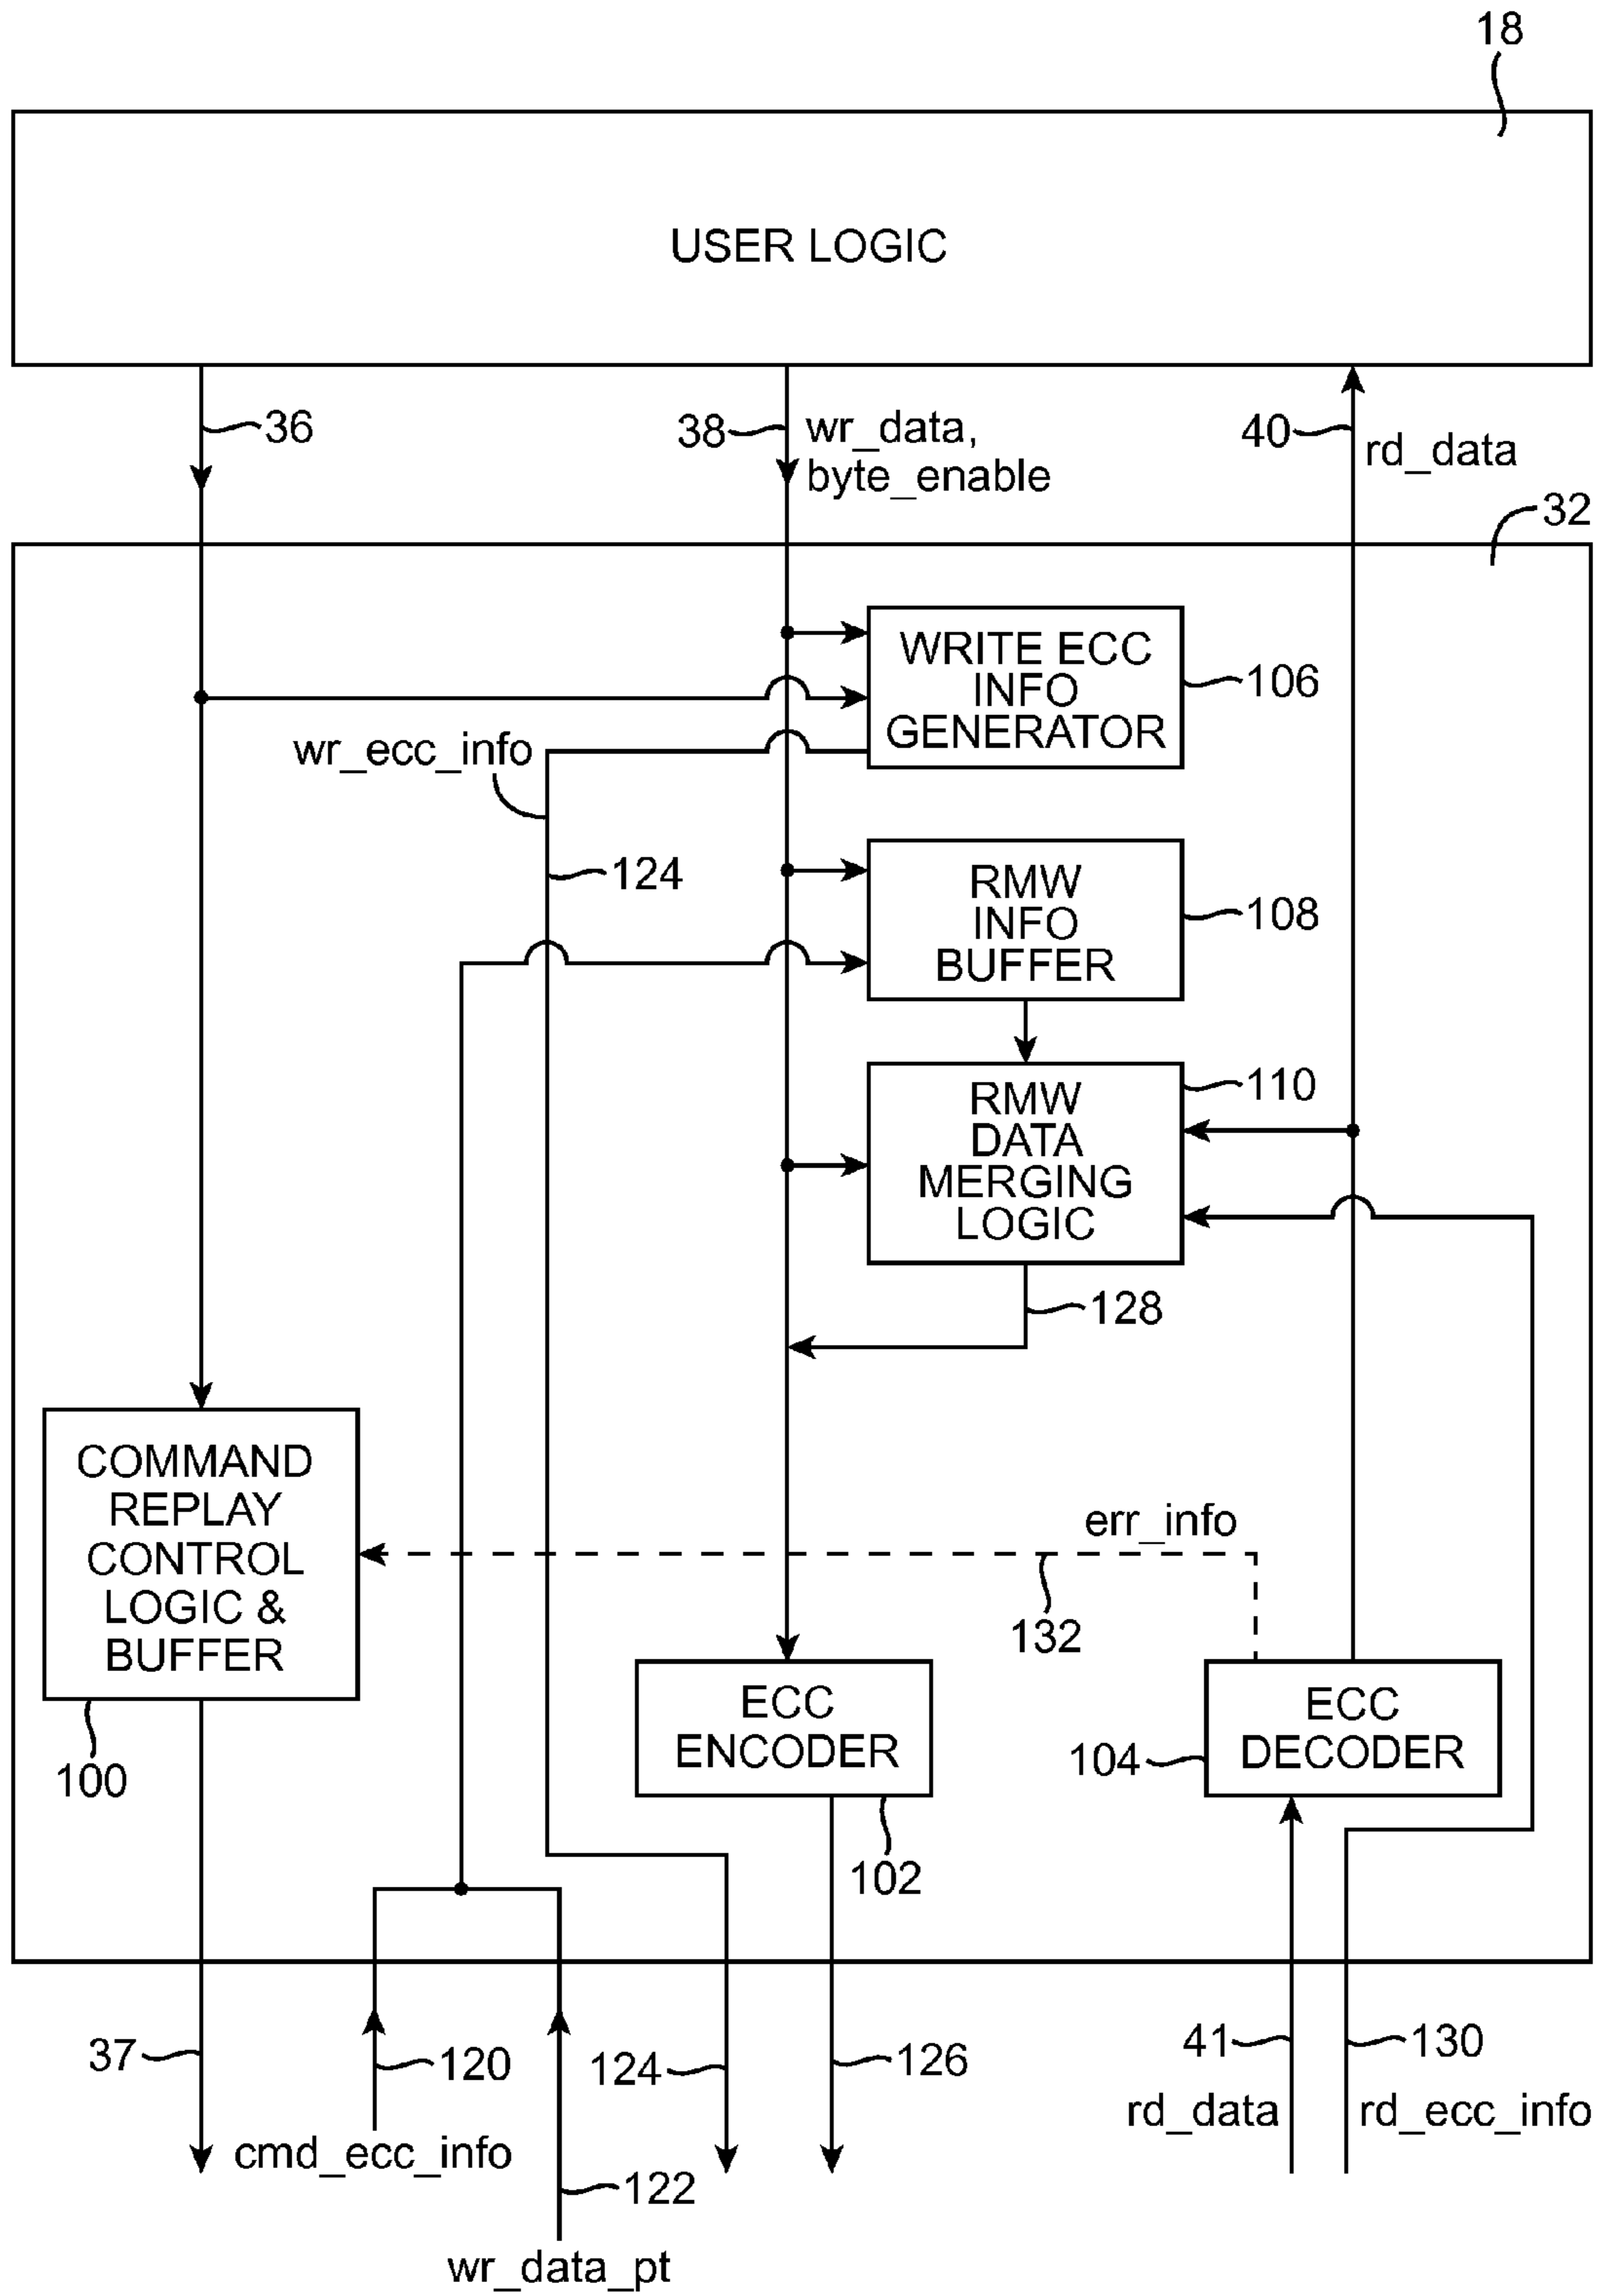 18
USER LOGIC
36
38
wr_data,
byte_enable
40
rd_data
32
WRITE ECC
INFO
GENERATOR
106
wr_ecc_info
124
RMW
INFO
BUFFER
108
RMW
DATA
MERGING
LOGIC
110
128
COMMAND
REPLAY
CONTROL
LOGIC &
BUFFER
100
err_info
132
ECC
ENCODER
102
ECC
DECODER
104
37
120
cmd_ecc_info
122
wr_data_pt
124
126
41
rd_data
130
rd_ecc_info